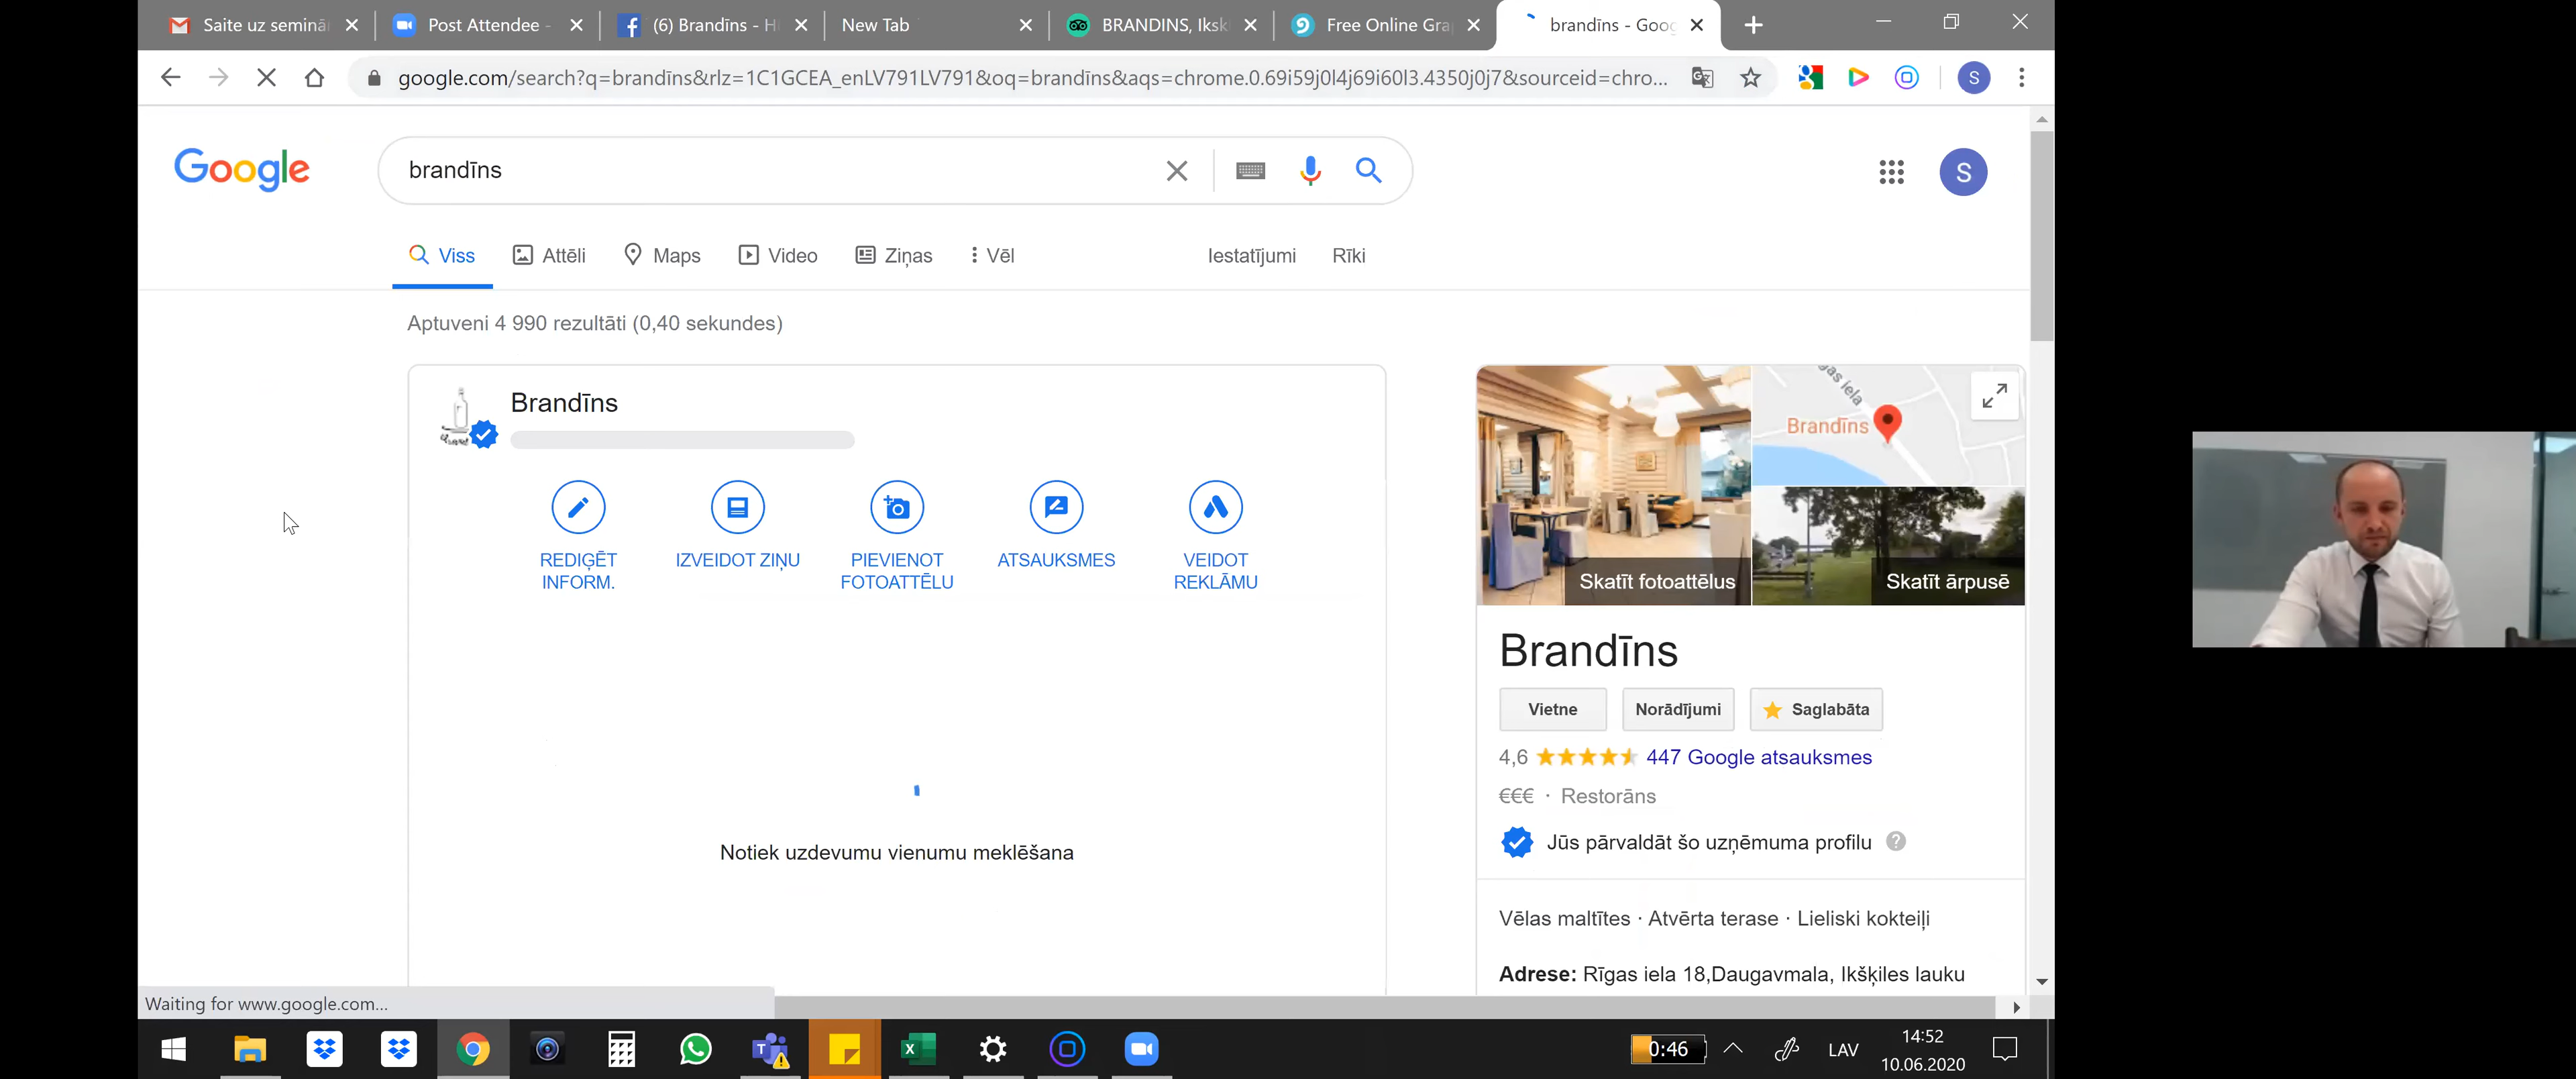 Saite uz seminā
Post Attendee -
(6) Brandīns - H
New Tab
BRANDINS, Iksk
Free Online Gra
brandīns - Goog
google.com/search?q=brandīns&rlz=1C1GCEA_enLV791LV791&oq=brandīns&aqs=chrome.0.69i59j0l4j69i60l3.4350j0j7&sourceid=chro...
S
Google
brandīns
S
Viss
Attēli
Maps
Video
Ziņas
Vēl
Iestatījumi
Rīki
Aptuveni 4 990 rezultāti (0,40 sekundes)
Brandīns
REDIĢĒT
INFORM.
IZVEIDOT ZIŅU
PIEVIENOT
FOTOATTĒLU
ATSAUKSMES
VEIDOT
REKLĀMU
Notiek uzdevumu vienumu meklēšana
gas iela
Brandīns
Skatīt fotoattēlus
Skatīt ārpusē
Brandīns
Vietne
Norādījumi
Saglabāta
4,6
447 Google atsauksmes
€€€ · Restorāns
Jūs pārvaldāt šo uzņēmuma profilu
Vēlas maltītes · Atvērta terase · Lieliski kokteiļi
Adrese: Rīgas iela 18,Daugavmala, Ikšķiles lauku
Waiting for www.google.com...
0:46
LAV
14:52
10.06.2020